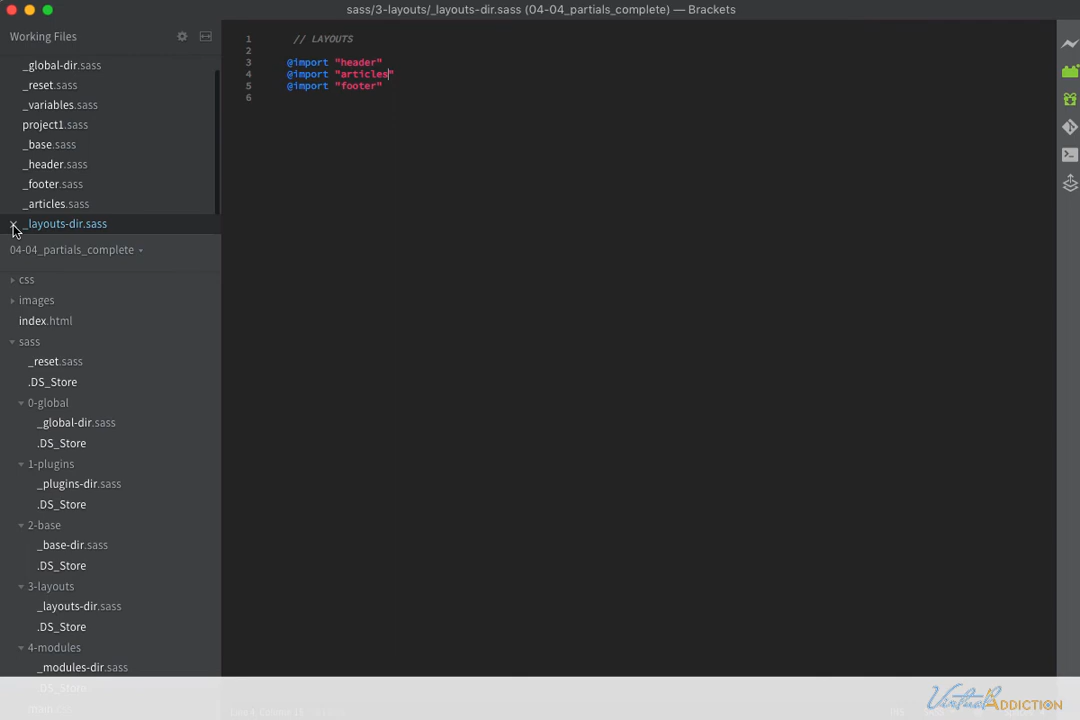 sass/3-layouts/_layouts-dir.sass (04-04_partials_complete) — Brackets
Working Files
_global-dir.sass
_reset.sass
_variables.sass
project1.sass
_base.sass
_header.sass
_footer.sass
_articles.sass
_layouts-dir.sass
04-04_partials_complete
css
images
index.html
sass
_reset.sass
.DS_Store
0-global
_global-dir.sass
.DS_Store
1-plugins
_plugins-dir.sass
.DS_Store
2-base
_base-dir.sass
.DS_Store
3-layouts
_layouts-dir.sass
.DS_Store
4-modules
_modules-dir.sass
.DS_Store
main.css
1 // LAYOUTS
2
3 @import "header"
4 @import "articles"
5 @import "footer"
6
Virtual ADDICTION